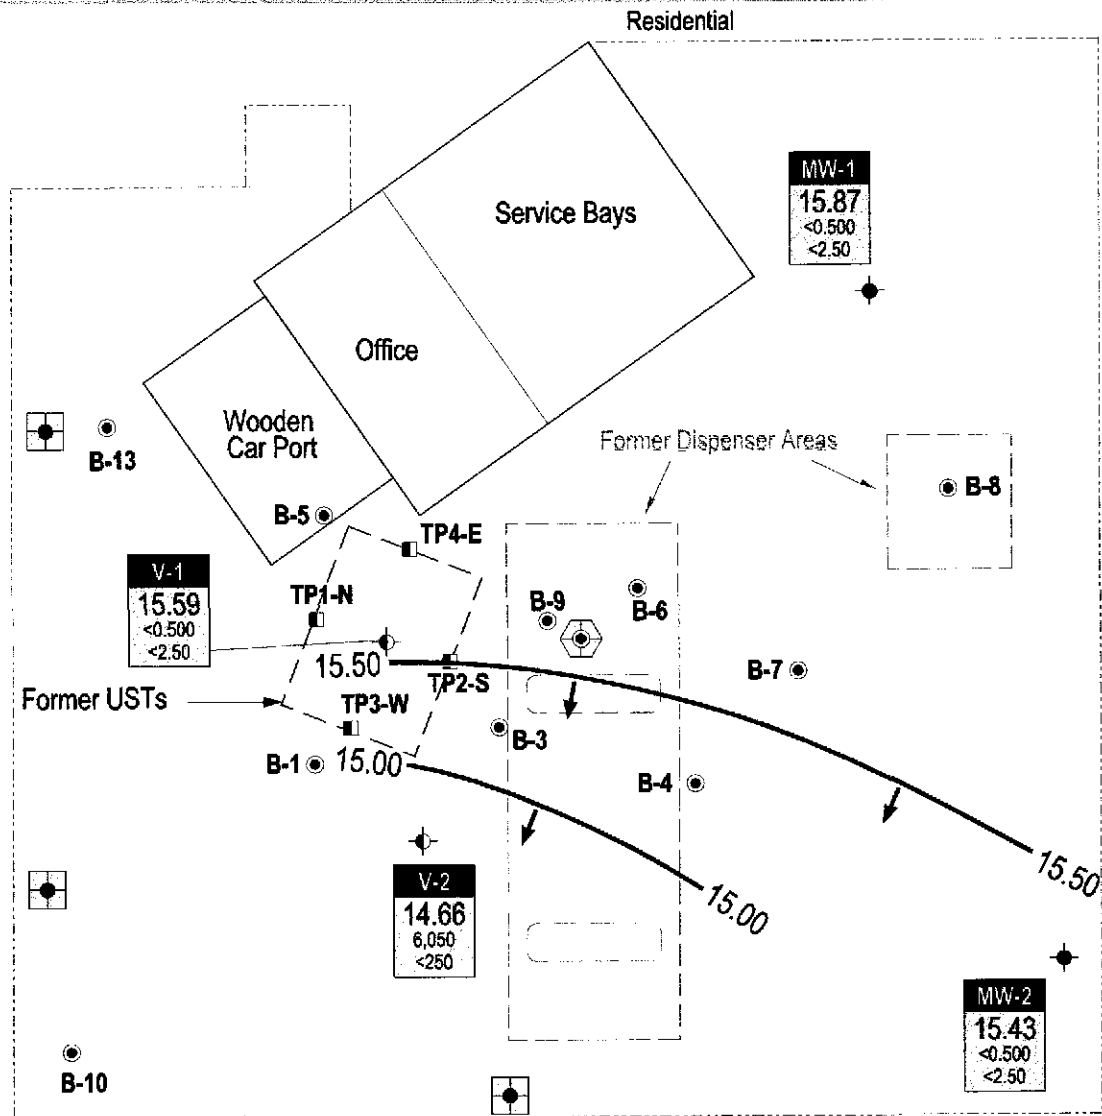 Residential
MW-1
15.87
<0.500
<2.50
Service Bays
Office
Wooden
Car Port
Former Dispenser Areas
B-13
B-8
B-5
TP4-E
V-1
15.59
<0.500
<2.50
TP1-N
B-9
B-6
15.50
TP2-S
B-7
Former USTs
TP3-W
B-3
B-1
15.00
B-4
15.50
15.00
V-2
14.66
6,050
<250
MW-2
15.43
<0.500
<2.50
B-10